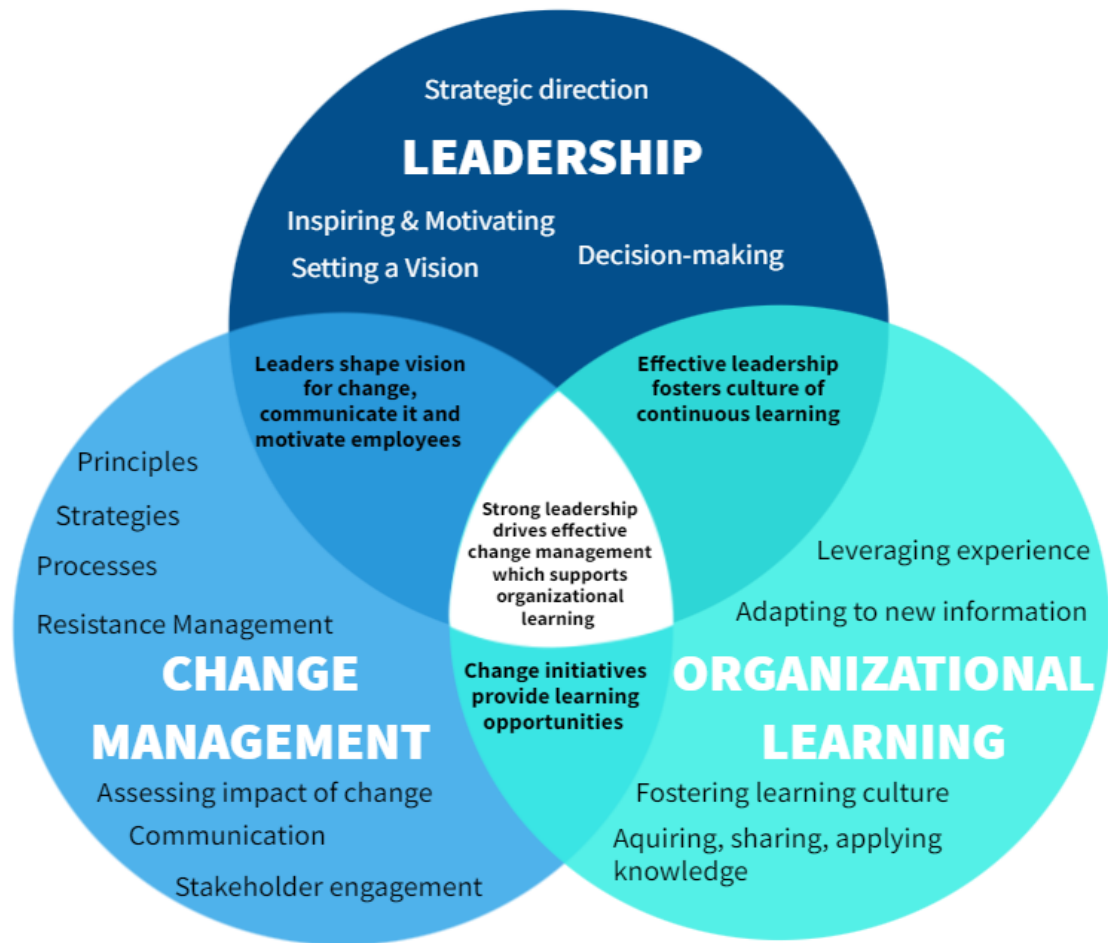 Strategic direction
LEADERSHIP
Inspiring & Motivating
Setting a Vision
Decision-making
Leaders shape vision
for change,
communicate it and
motivate employees
Effective leadership
fosters culture of
continuous learning
Strong leadership
drives effective
change management
which supports
organizational
learning
Principles
Strategies
Processes
Resistance Management
CHANGE
MANAGEMENT
Assessing impact of change
Communication
Stakeholder engagement
Change initiatives
provide learning
opportunities
Leveraging experience
Adapting to new information
ORGANIZATIONAL
LEARNING
Fostering learning culture
Aquiring, sharing, applying
knowledge